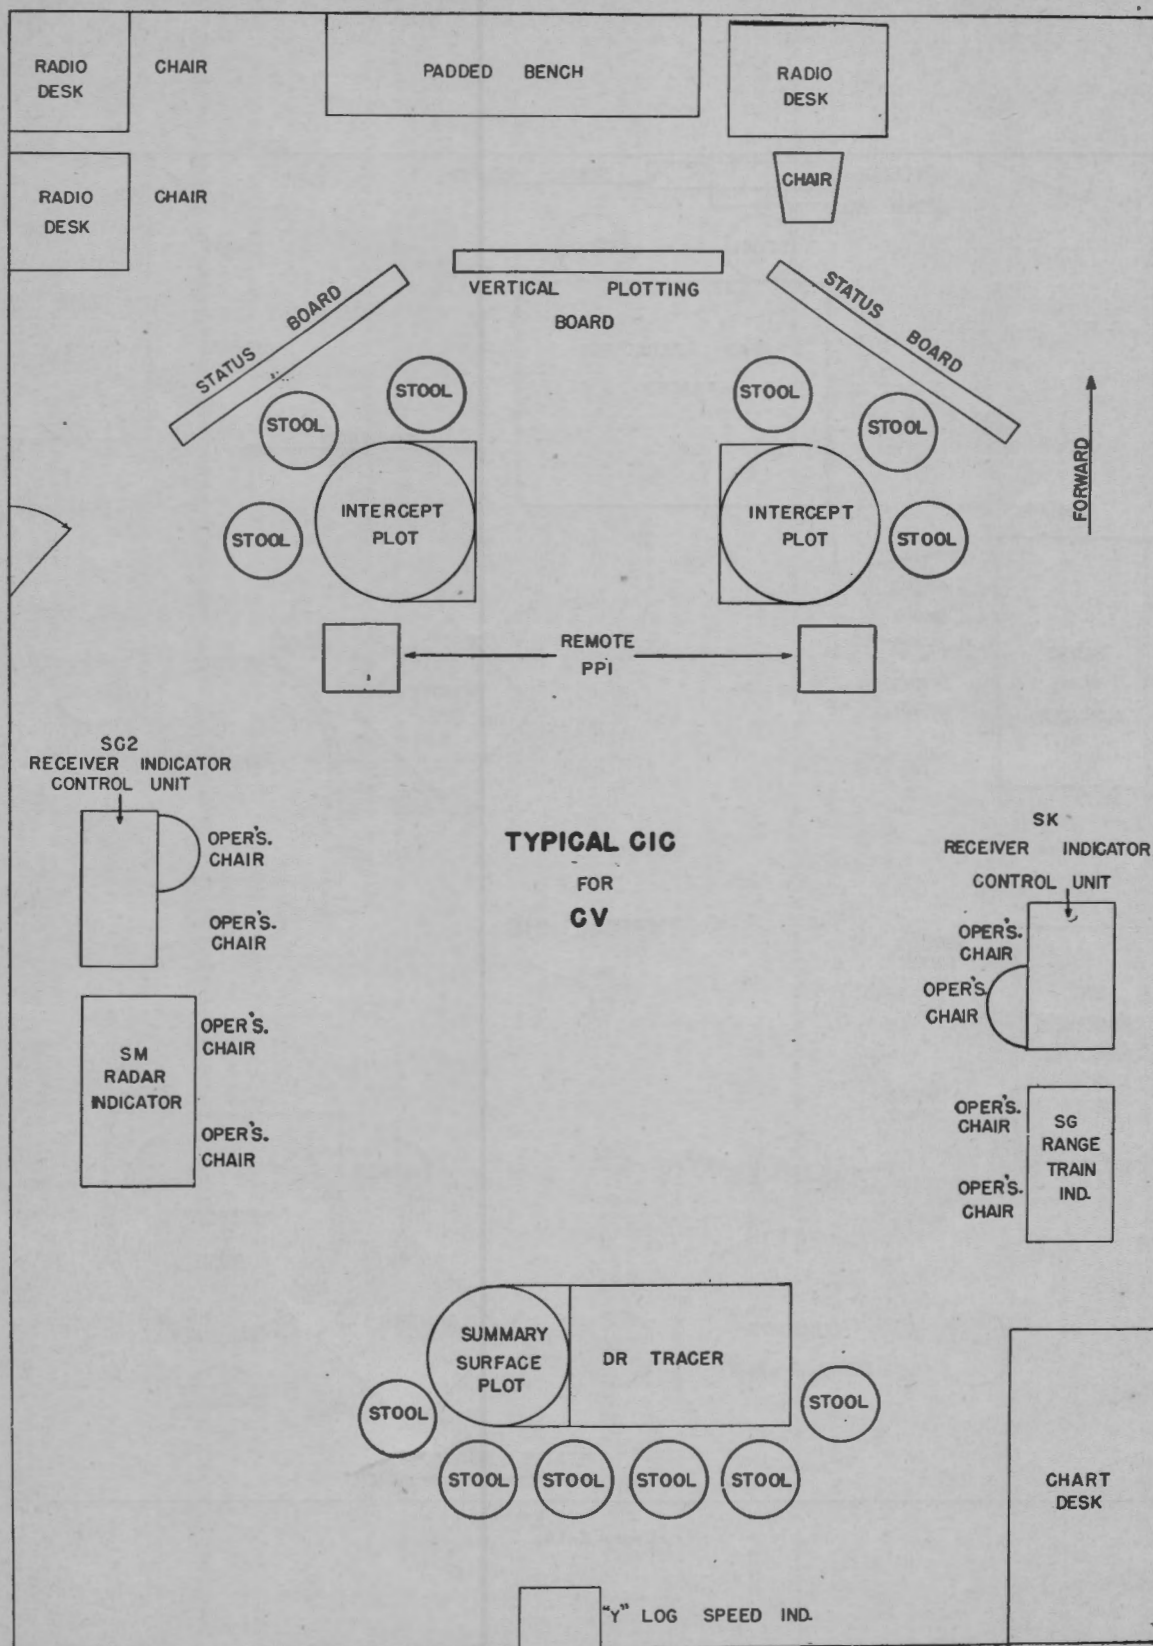 RADIO
DESK
CHAIR
PADDED BENCH
RADIO
DESK
RADIO
DESK
CHAIR
CHAIR
VERTICAL PLOTTING
BOARD
STATUS BOARD
STATUS BOARD
STOOL
STOOL
STOOL
INTERCEPT
PLOT
STOOL
STOOL
STOOL
INTERCEPT
PLOT
FORWARD
REMOTE
PPI
SG2
RECEIVER INDICATOR
CONTROL UNIT
OPER'S.
CHAIR
OPER'S.
CHAIR
TYPICAL CIC
FOR
CV
SK
RECEIVER INDICATOR
CONTROL UNIT
OPER'S.
CHAIR
OPER'S.
CHAIR
SM
RADAR
INDICATOR
OPER'S.
CHAIR
OPER'S.
CHAIR
OPER'S.
CHAIR
OPER'S.
CHAIR
SG
RANGE
TRAIN
IND.
SUMMARY
SURFACE
PLOT
DR TRACER
STOOL
STOOL
STOOL
STOOL
STOOL
STOOL
CHART
DESK
"Y" LOG SPEED IND.